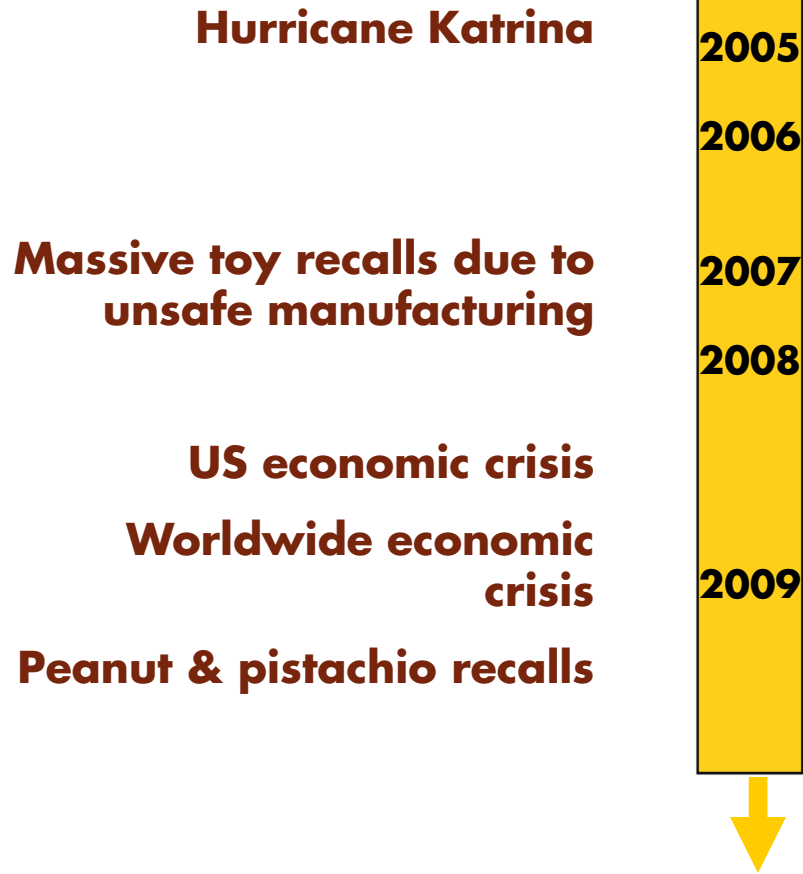 Hurricane Katrina
2005
2006
Massive toy recalls due to
unsafe manufacturing
2007
2008
US economic crisis
Worldwide economic
crisis
2009
Peanut & pistachio recalls